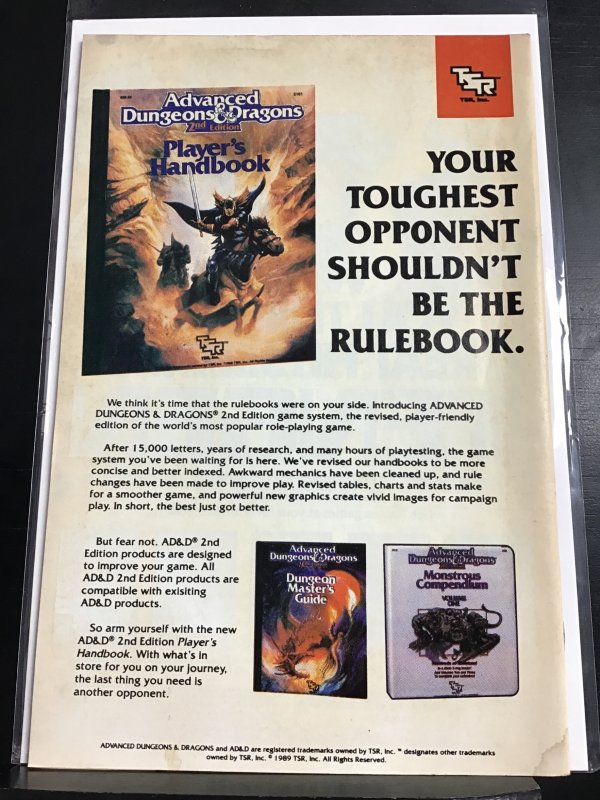 TSR
TSR, Inc.
2101
Advanced
Dungeons & Dragons
2nd Edition
Player's
Handbook
TSR
TSR, Inc.
YOUR
TOUGHEST
OPPONENT
SHOULDN'T
BE THE
RULEBOOK.
We think it's time that the rulebooks were on your side. Introducing ADVANCED
DUNGEONS & DRAGONS® 2nd Edition game system, the revised, player-friendly
edition of the world's most popular role-playing game.
After 15,000 letters, years of research, and many hours of playtesting, the game
system you've been waiting for is here. We've revised our handbooks to be more
concise and better indexed. Awkward mechanics have been cleaned up, and rule
changes have been made to improve play. Revised tables, charts and stats make
for a smoother game, and powerful new graphics create vivid images for campaign
play. In short, the best just got better.
But fear not. AD&D® 2nd
Edition products are designed
to improve your game. All
AD&D 2nd Edition products are
compatible with exisiting
AD&D products.
So arm yourself with the new
AD&D® 2nd Edition Player's
Handbook. With what's in
store for you on your journey,
the last thing you need is
another opponent.
Advanced
Dungeons & Dragons
Dungeon
Master's
Guide
TSR
Advanced
Dungeons & Dragons
Monstrous
Compendium
VOLUME
ONE
TSR
ADVANCED DUNGEONS & DRAGONS and AD&D are registered trademarks owned by TSR, Inc. ™ designates other trademarks
owned by TSR, Inc. © 1989 TSR, Inc. All Rights Reserved.